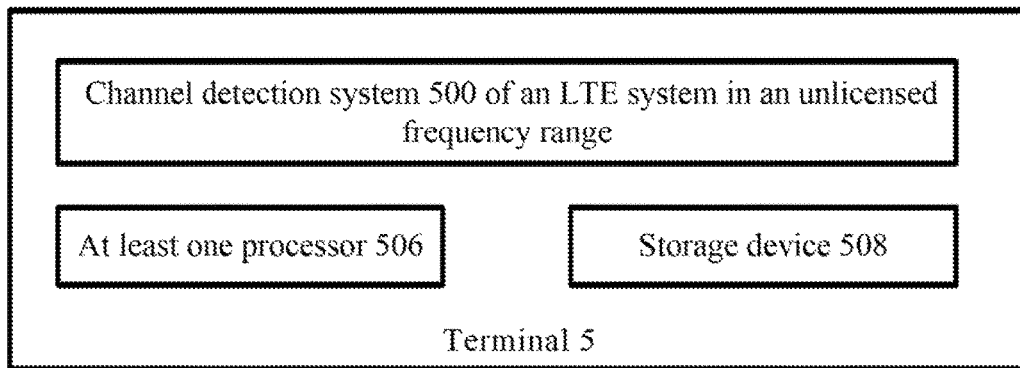 Channel detection system 500 of an LTE system in an unlicensed
frequency range
At least one processor 506
Storage device 508
Terminal 5